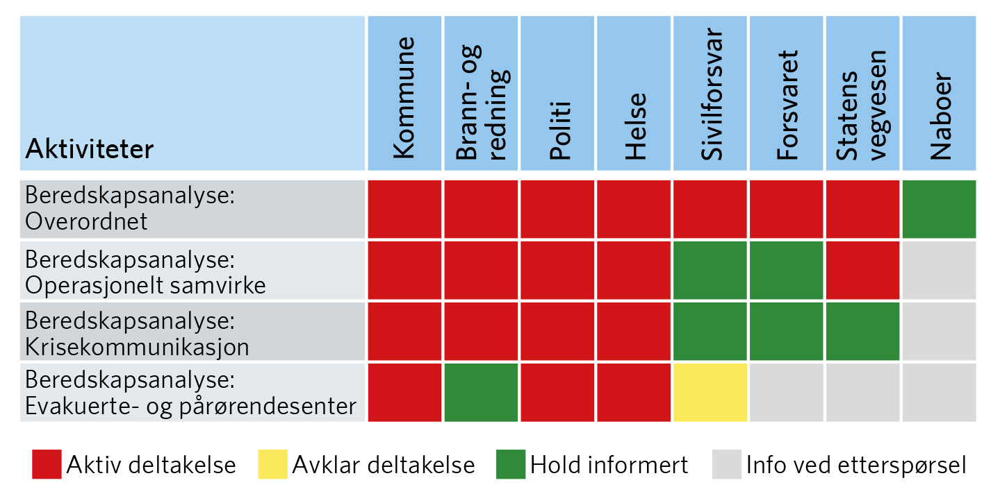 Aktiviteter
Kommune
Brann- og
redning
Politi
Helse
Sivilforsvar
Forsvaret
Statens
vegvesen
Naboer
Beredskapsanalyse:
Overordnet
Beredskapsanalyse:
Operasjonelt samvirke
Beredskapsanalyse:
Krisekommunikasjon
Beredskapsanalyse:
Evakuerte- og pårørendesenter
Aktiv deltakelse
Avklar deltakelse
Hold informert
Info ved etterspørsel